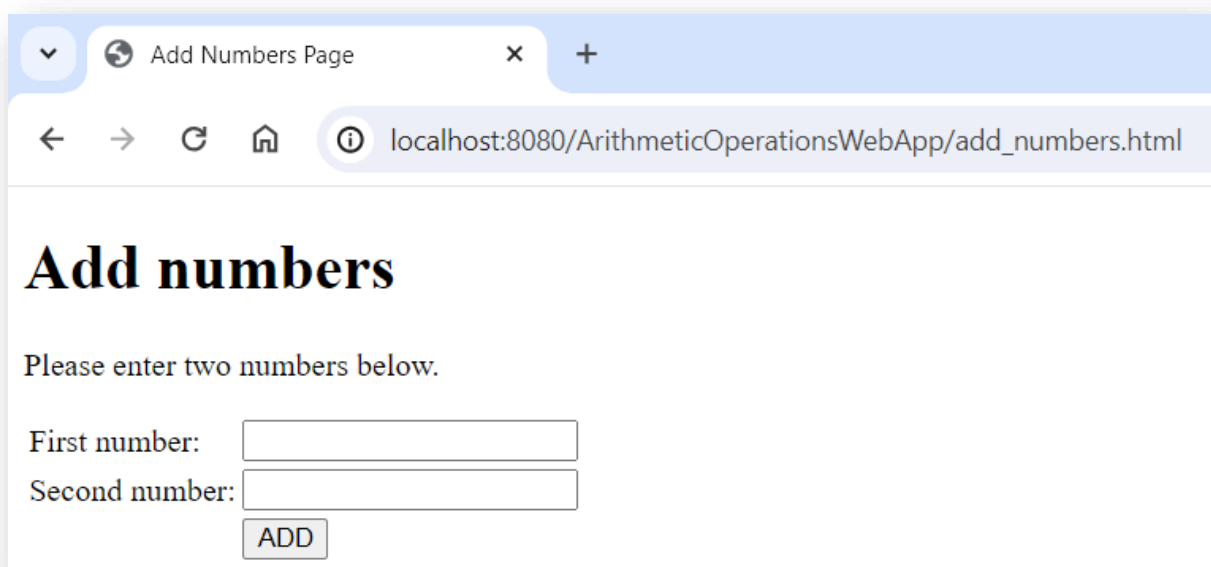 Add Numbers Page
localhost:8080/ArithmeticOperationsWebApp/add_numbers.html
Add numbers
Please enter two numbers below.
First number:
Second number:
ADD